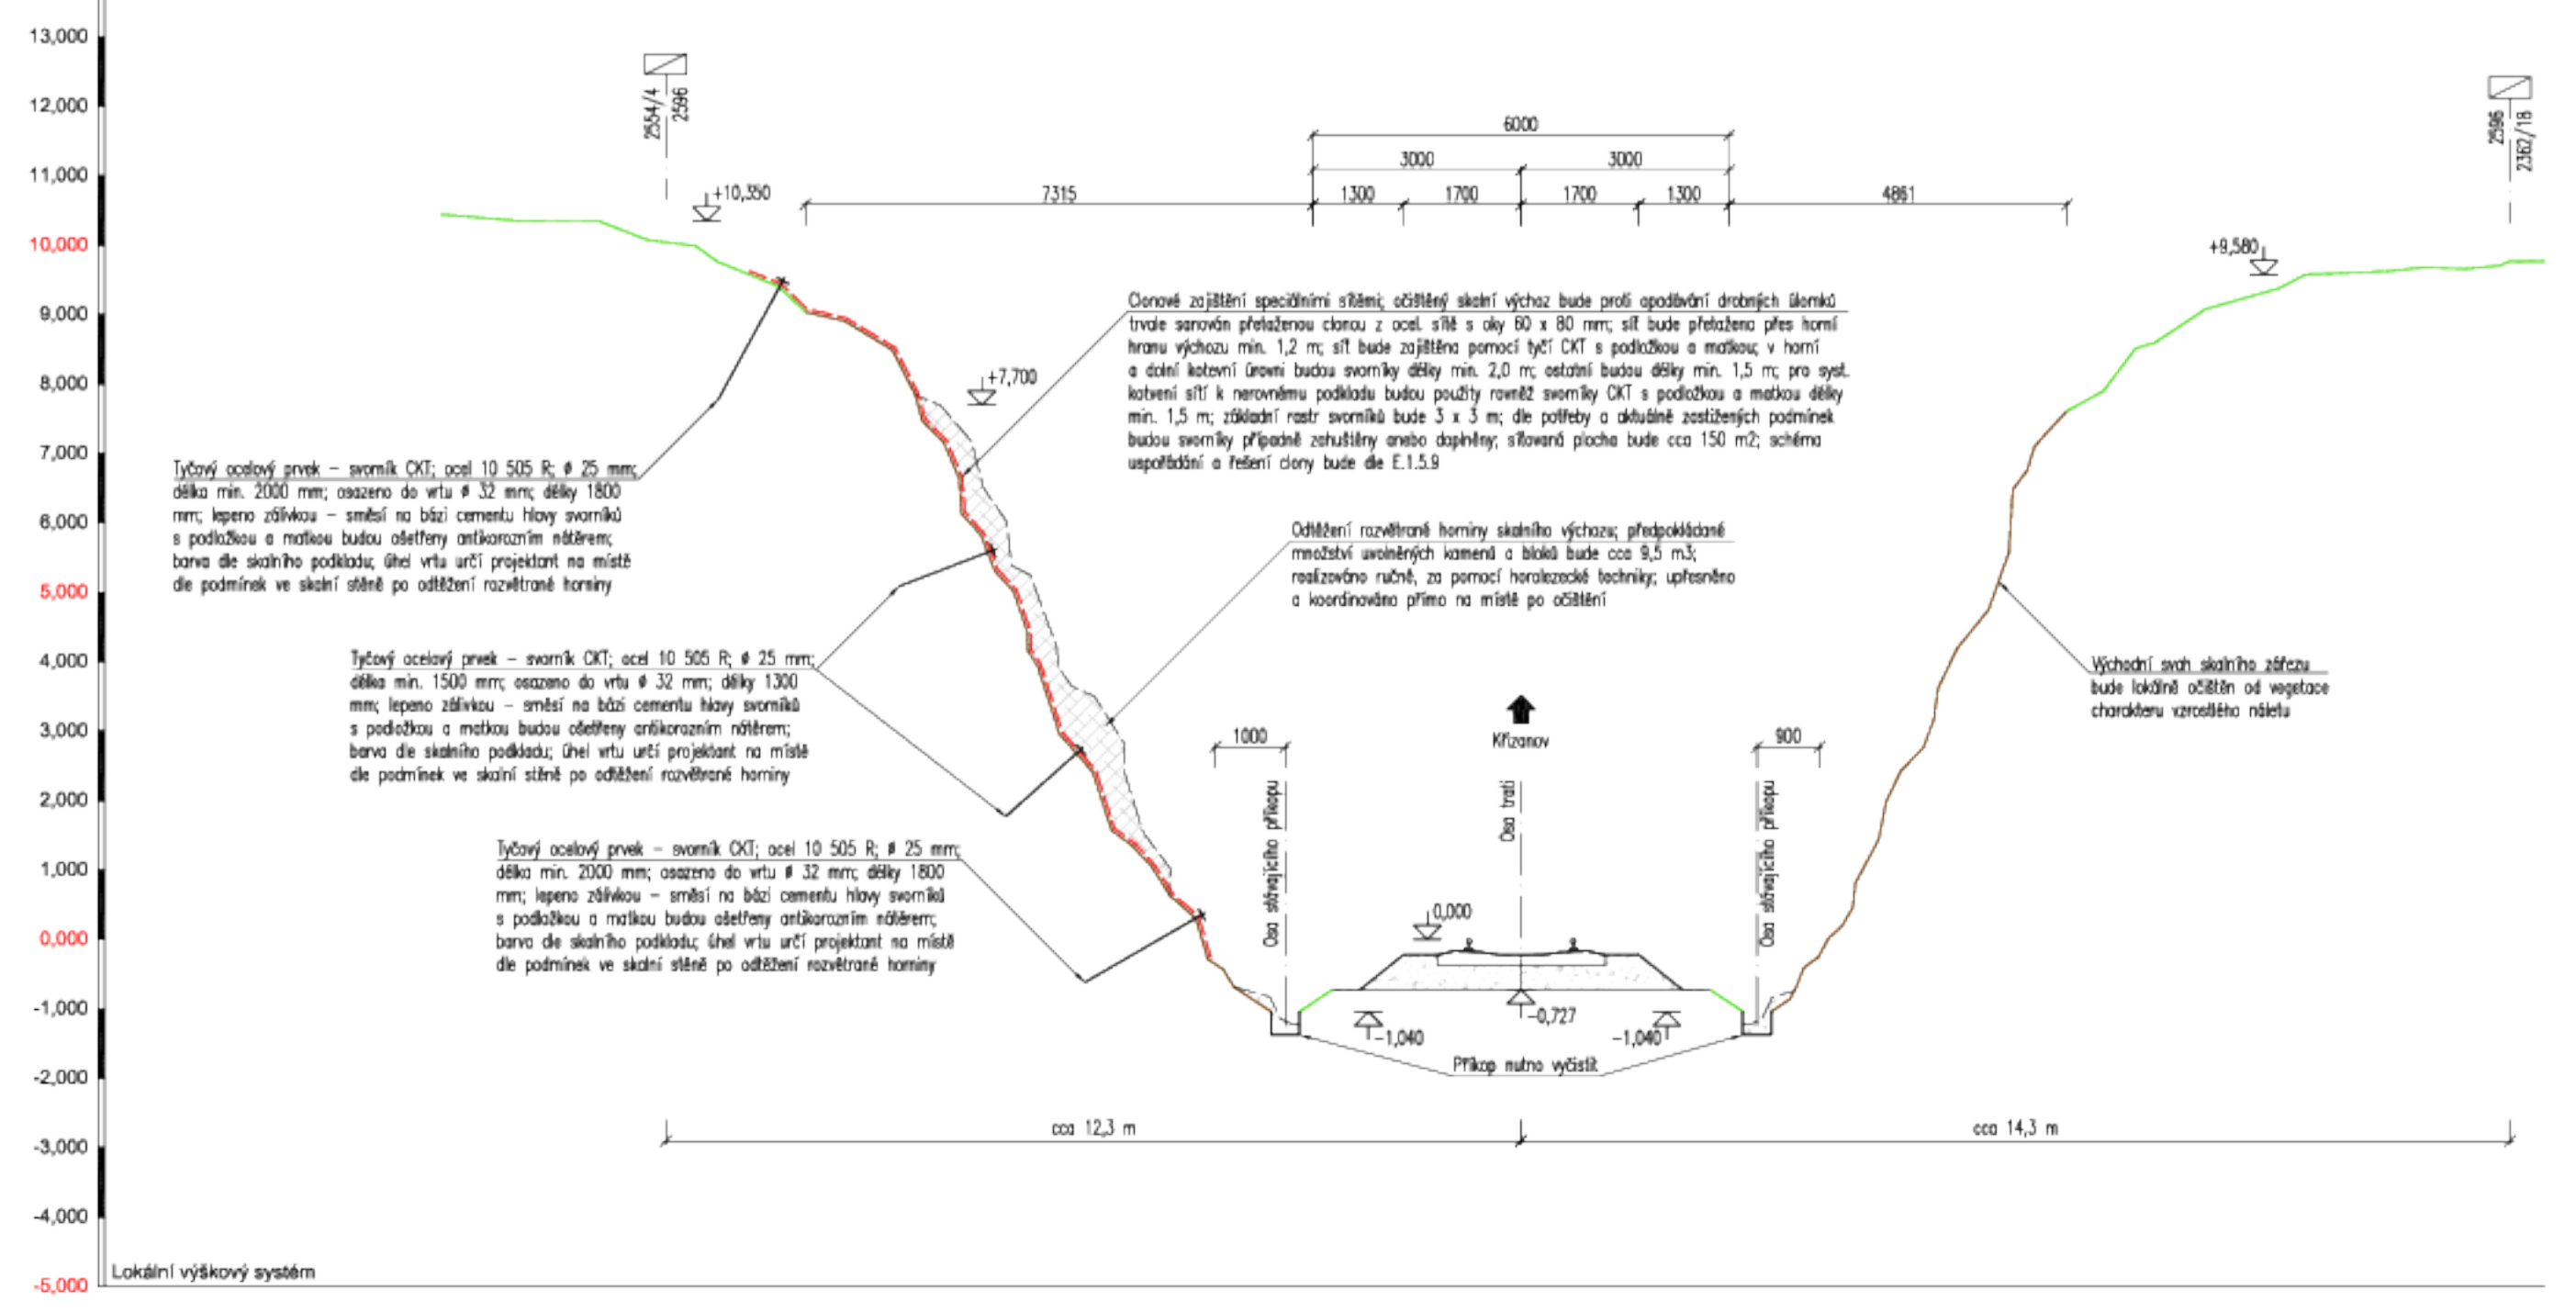 13,000
12,000
11,000
10,000
9,000
8,000
7,000
6,000
5,000
4,000
3,000
2,000
1,000
0,000
-1,000
-2,000
-3,000
-4,000
-5,000
Lokální výškový systém
2554/4
2596
2596
2362/18
6000
3000
3000
7315
1300
1700
1700
1300
4861
+10,350
+9,580
+7,700
Clonové zajištění speciálními sítěmi; očištěný skalní výchoz bude proti opadávání drobných úlomků
trvale sanován přetaženou clonou z ocel. sítě s oky 60 x 80 mm; síť bude přetažena přes horní
hranu výchozu min. 1,2 m; síť bude zajištěna pomocí tyčí CKT s podložkou a matkou; v horní
a dolní kotevní úrovni budou svorníky délky min. 2,0 m; ostatní budou délky min. 1,5 m; pro syst.
kotvení sítí k nerovnému podkladu budou použity rovněž svorníky CKT s podložkou a matkou délky
min. 1,5 m; základní rastr svorníků bude 3 x 3 m; dle potřeby a aktuálně zastižených podmínek
budou svorníky případně zahuštěny anebo doplněny; síťovaná plocha bude cca 150 m2; schéma
uspořádání a řešení clony bude dle E.1.5.9
Tyčový ocelový prvek – svorník CKT; ocel 10 505 R; ø 25 mm;
délka min. 2000 mm; osazeno do vrtu ø 32 mm; délky 1800
mm; lepeno zálivkou – směsí na bázi cementu hlavy svorníků
s podložkou a matkou budou ošetřeny antikorozním nátěrem;
barva dle skalního podkladu; úhel vrtu určí projektant na místě
dle podmínek ve skalní stěně po odtěžení rozvětrané horniny
Odtěžení rozvětrané horniny skalního výchozu; předpokládané
množství uvolněných kamenů a bloků bude cca 9,5 m3;
realizováno ručně, za pomocí horolezecké techniky; upřesněno
a koordinováno přímo na místě po očištění
Tyčový ocelový prvek – svorník CKT; ocel 10 505 R; ø 25 mm;
délka min. 1500 mm; osazeno do vrtu ø 32 mm; délky 1300
mm; lepeno zálivkou – směsí na bázi cementu hlavy svorníků
s podložkou a matkou budou ošetřeny antikorozním nátěrem;
barva dle skalního podkladu; úhel vrtu určí projektant na místě
dle podmínek ve skalní stěně po odtěžení rozvětrané horniny
Východní svah skalního zářezu
bude lokálně očištěn od vegetace
charakteru vzrostlého náletu
Křižanov
1000
900
Osa stávajícího příkopu
Osa trati
Osa stávajícího příkopu
Tyčový ocelový prvek – svorník CKT; ocel 10 505 R; ø 25 mm;
délka min. 2000 mm; osazeno do vrtu ø 32 mm; délky 1800
mm; lepeno zálivkou – směsí na bázi cementu hlavy svorníků
s podložkou a matkou budou ošetřeny antikorozním nátěrem;
barva dle skalního podkladu; úhel vrtu určí projektant na místě
dle podmínek ve skalní stěně po odtěžení rozvětrané horniny
0,000
-0,727
-1,040
-1,040
Příkop nutno vyčistit
cca 12,3 m
cca 14,3 m